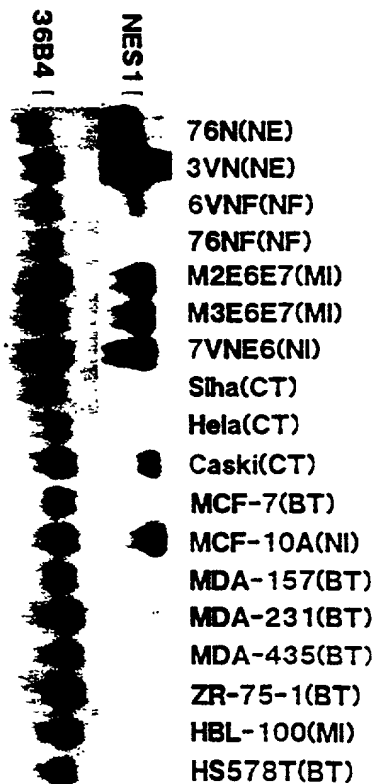 36B4
NES1
76N(NE)
3VN(NE)
6VNF(NF)
76NF(NF)
M2E6E7(MI)
M3E6E7(MI)
7VNE6(NI)
Siha(CT)
Hela(CT)
Caski(CT)
MCF-7(BT)
MCF-10A(NI)
MDA-157(BT)
MDA-231(BT)
MDA-435(BT)
ZR-75-1(BT)
HBL-100(MI)
HS578T(BT)